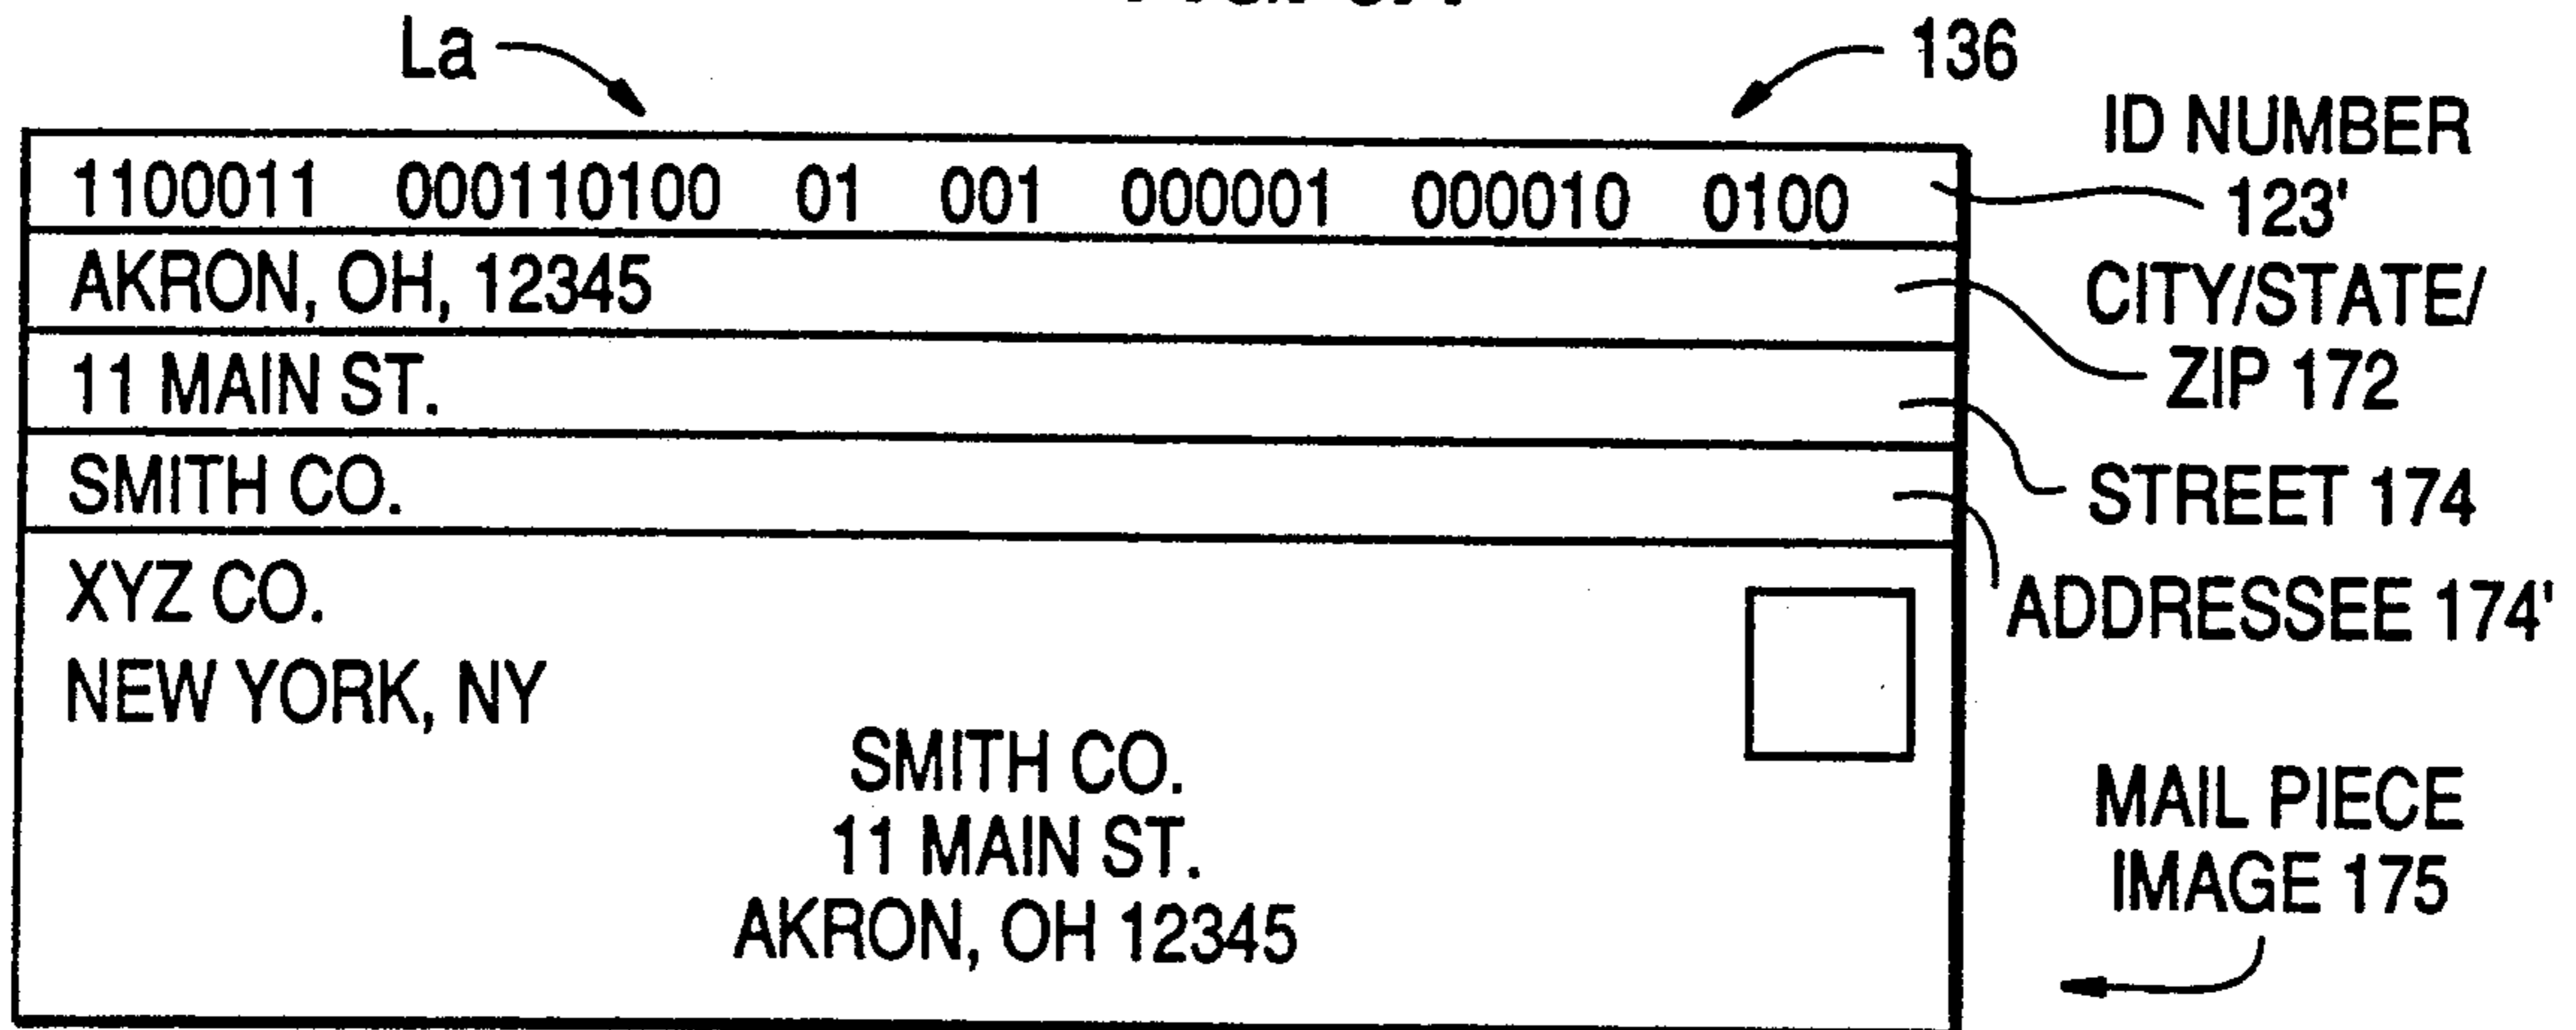 La
136
1100011 000110100 01 001 000001 000010 0100
ID NUMBER
123'
AKRON, OH, 12345
CITY/STATE/
ZIP 172
11 MAIN ST.
STREET 174
SMITH CO.
ADDRESSEE 174'
XYZ CO.
NEW YORK, NY
SMITH CO.
11 MAIN ST.
AKRON, OH 12345
MAIL PIECE
IMAGE 175